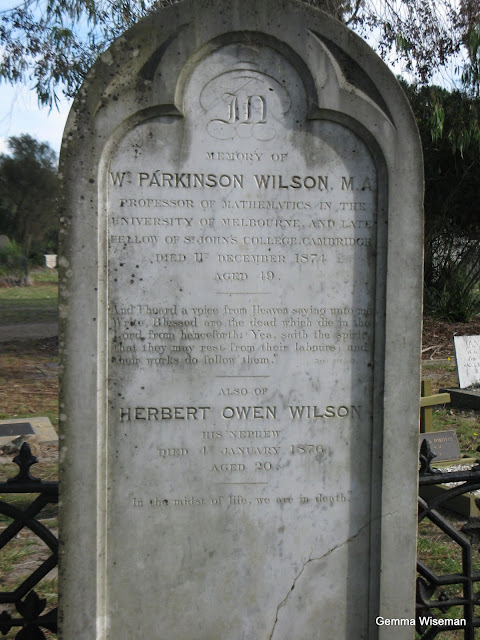 IN
MEMORY OF
Wm PARKINSON WILSON. M.A.
PROFESSOR OF MATHEMATICS IN THE
UNIVERSITY OF MELBOURNE, AND LATE
FELLOW OF St JOHN'S COLLEGE, CAMBRIDGE
DIED 11th DECEMBER 1874
AGED 49.
"And I heard a voice from Heaven saying unto me
Write, Blessed are the dead which die in the
Lord from henceforth: Yea, saith the spirit
that they may rest from their labours; and
their works do follow them."
ALSO OF
HERBERT OWEN WILSON
HIS NEPHEW
DIED 4th JANUARY 1876
AGED 20.
In the midst of life, we are in death.
Gemma Wiseman